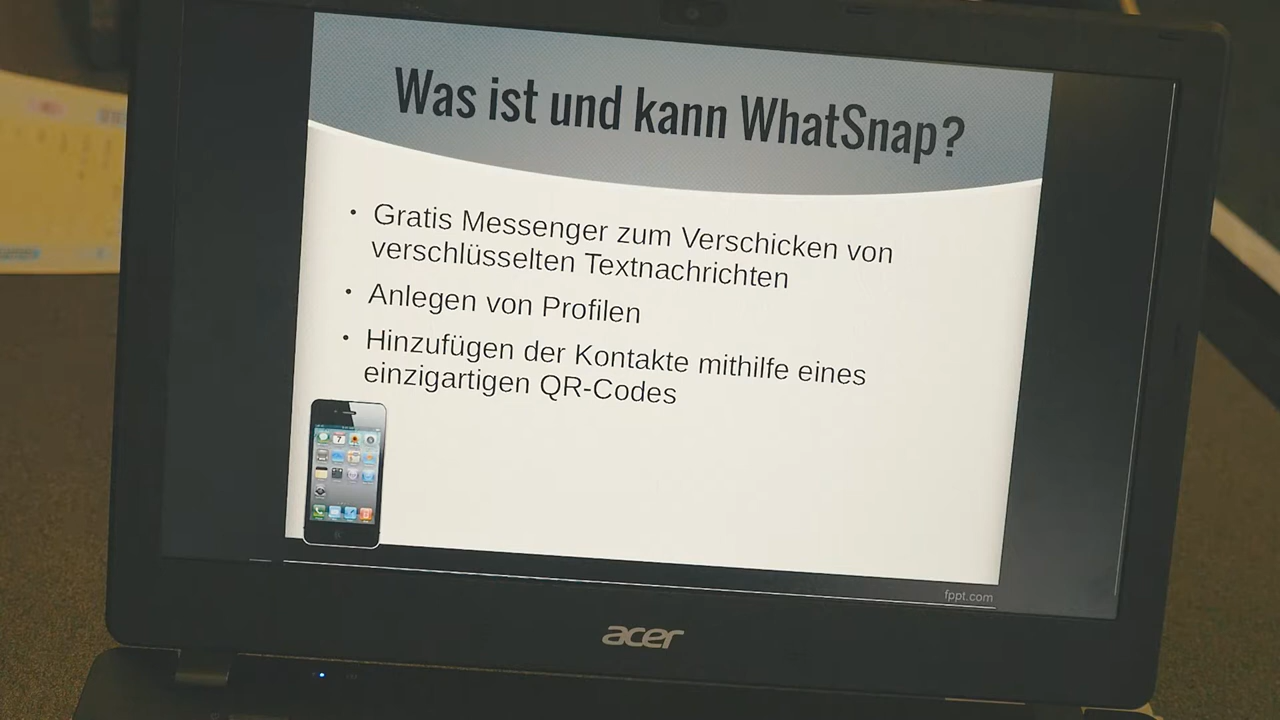 Was ist und kann WhatSnap?
• Gratis Messenger zum Verschicken von
verschlüsselten Textnachrichten
• Anlegen von Profilen
• Hinzufügen der Kontakte mithilfe eines
einzigartigen QR-Codes
fppt.com
acer